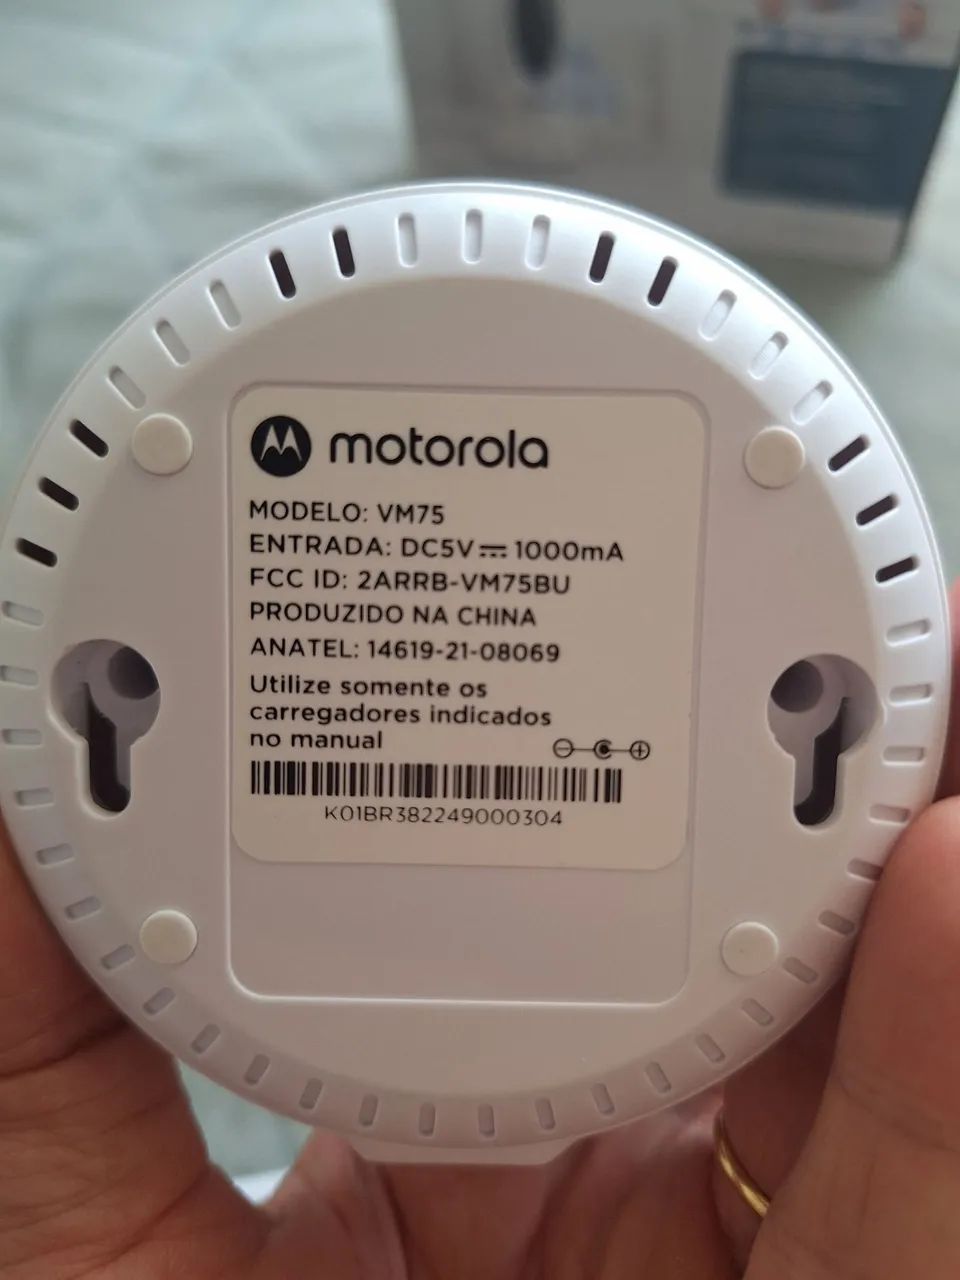 motorola
MODELO: VM75
ENTRADA: DC5V⎓1000mA
FCC ID: 2ARRB-VM75BU
PRODUZIDO NA CHINA
ANATEL: 14619-21-08069
Utilize somente os
carregadores indicados
no manual
K01BR382249000304